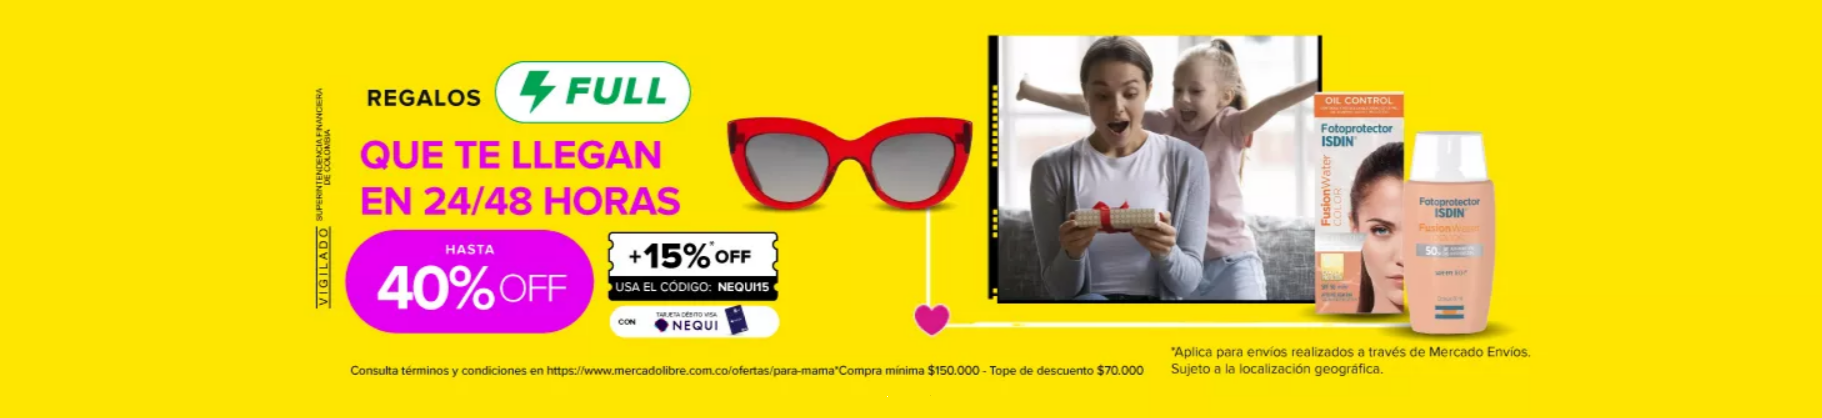 VIGILADO SUPERINTENDENCIA FINANCIERA
DE COLOMBIA
REGALOS FULL
QUE TE LLEGAN
EN 24/48 HORAS
HASTA
40% OFF
+15%* OFF
USA EL CÓDIGO: NEQUI15
CON TARJETA DÉBITO VISA
NEQUI
OIL CONTROL
Fotoprotector
ISDIN
FusionWater
COLOR
Fotoprotector
ISDIN
FusionWater
50
Consulta términos y condiciones en https://www.mercadolibre.com.co/ofertas/para-mama*Compra mínima $150.000 - Tope de descuento $70.000
*Aplica para envíos realizados a través de Mercado Envíos.
Sujeto a la localización geográfica.